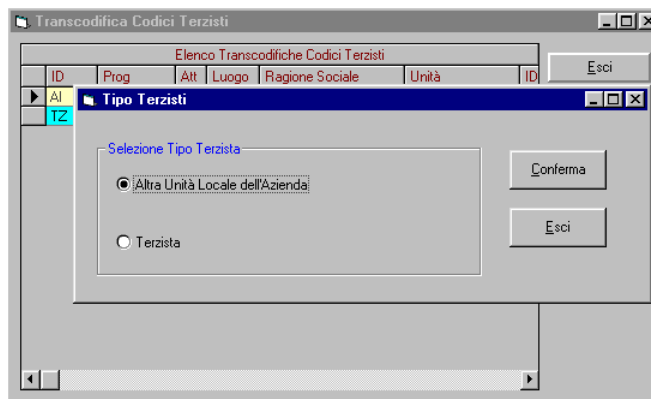 Transcodifica Codici Terzisti
Elenco Transcodifiche Codici Terzisti
Esci
ID Prog Att Luogo Ragione Sociale Unità ID
AI
Tipo Terzisti
TZ
Selezione Tipo Terzista
Conferma
Altra Unità Locale dell'Azienda
Esci
Terzista